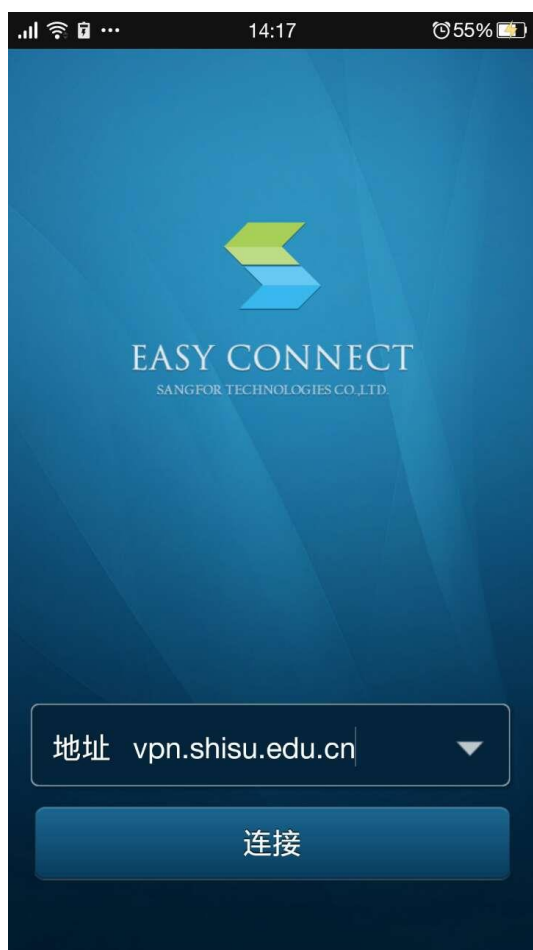 14:17
55%
EASY CONNECT
SANGFOR TECHNOLOGIES CO.,LTD.
地址 vpn.shisu.edu.cn
连接